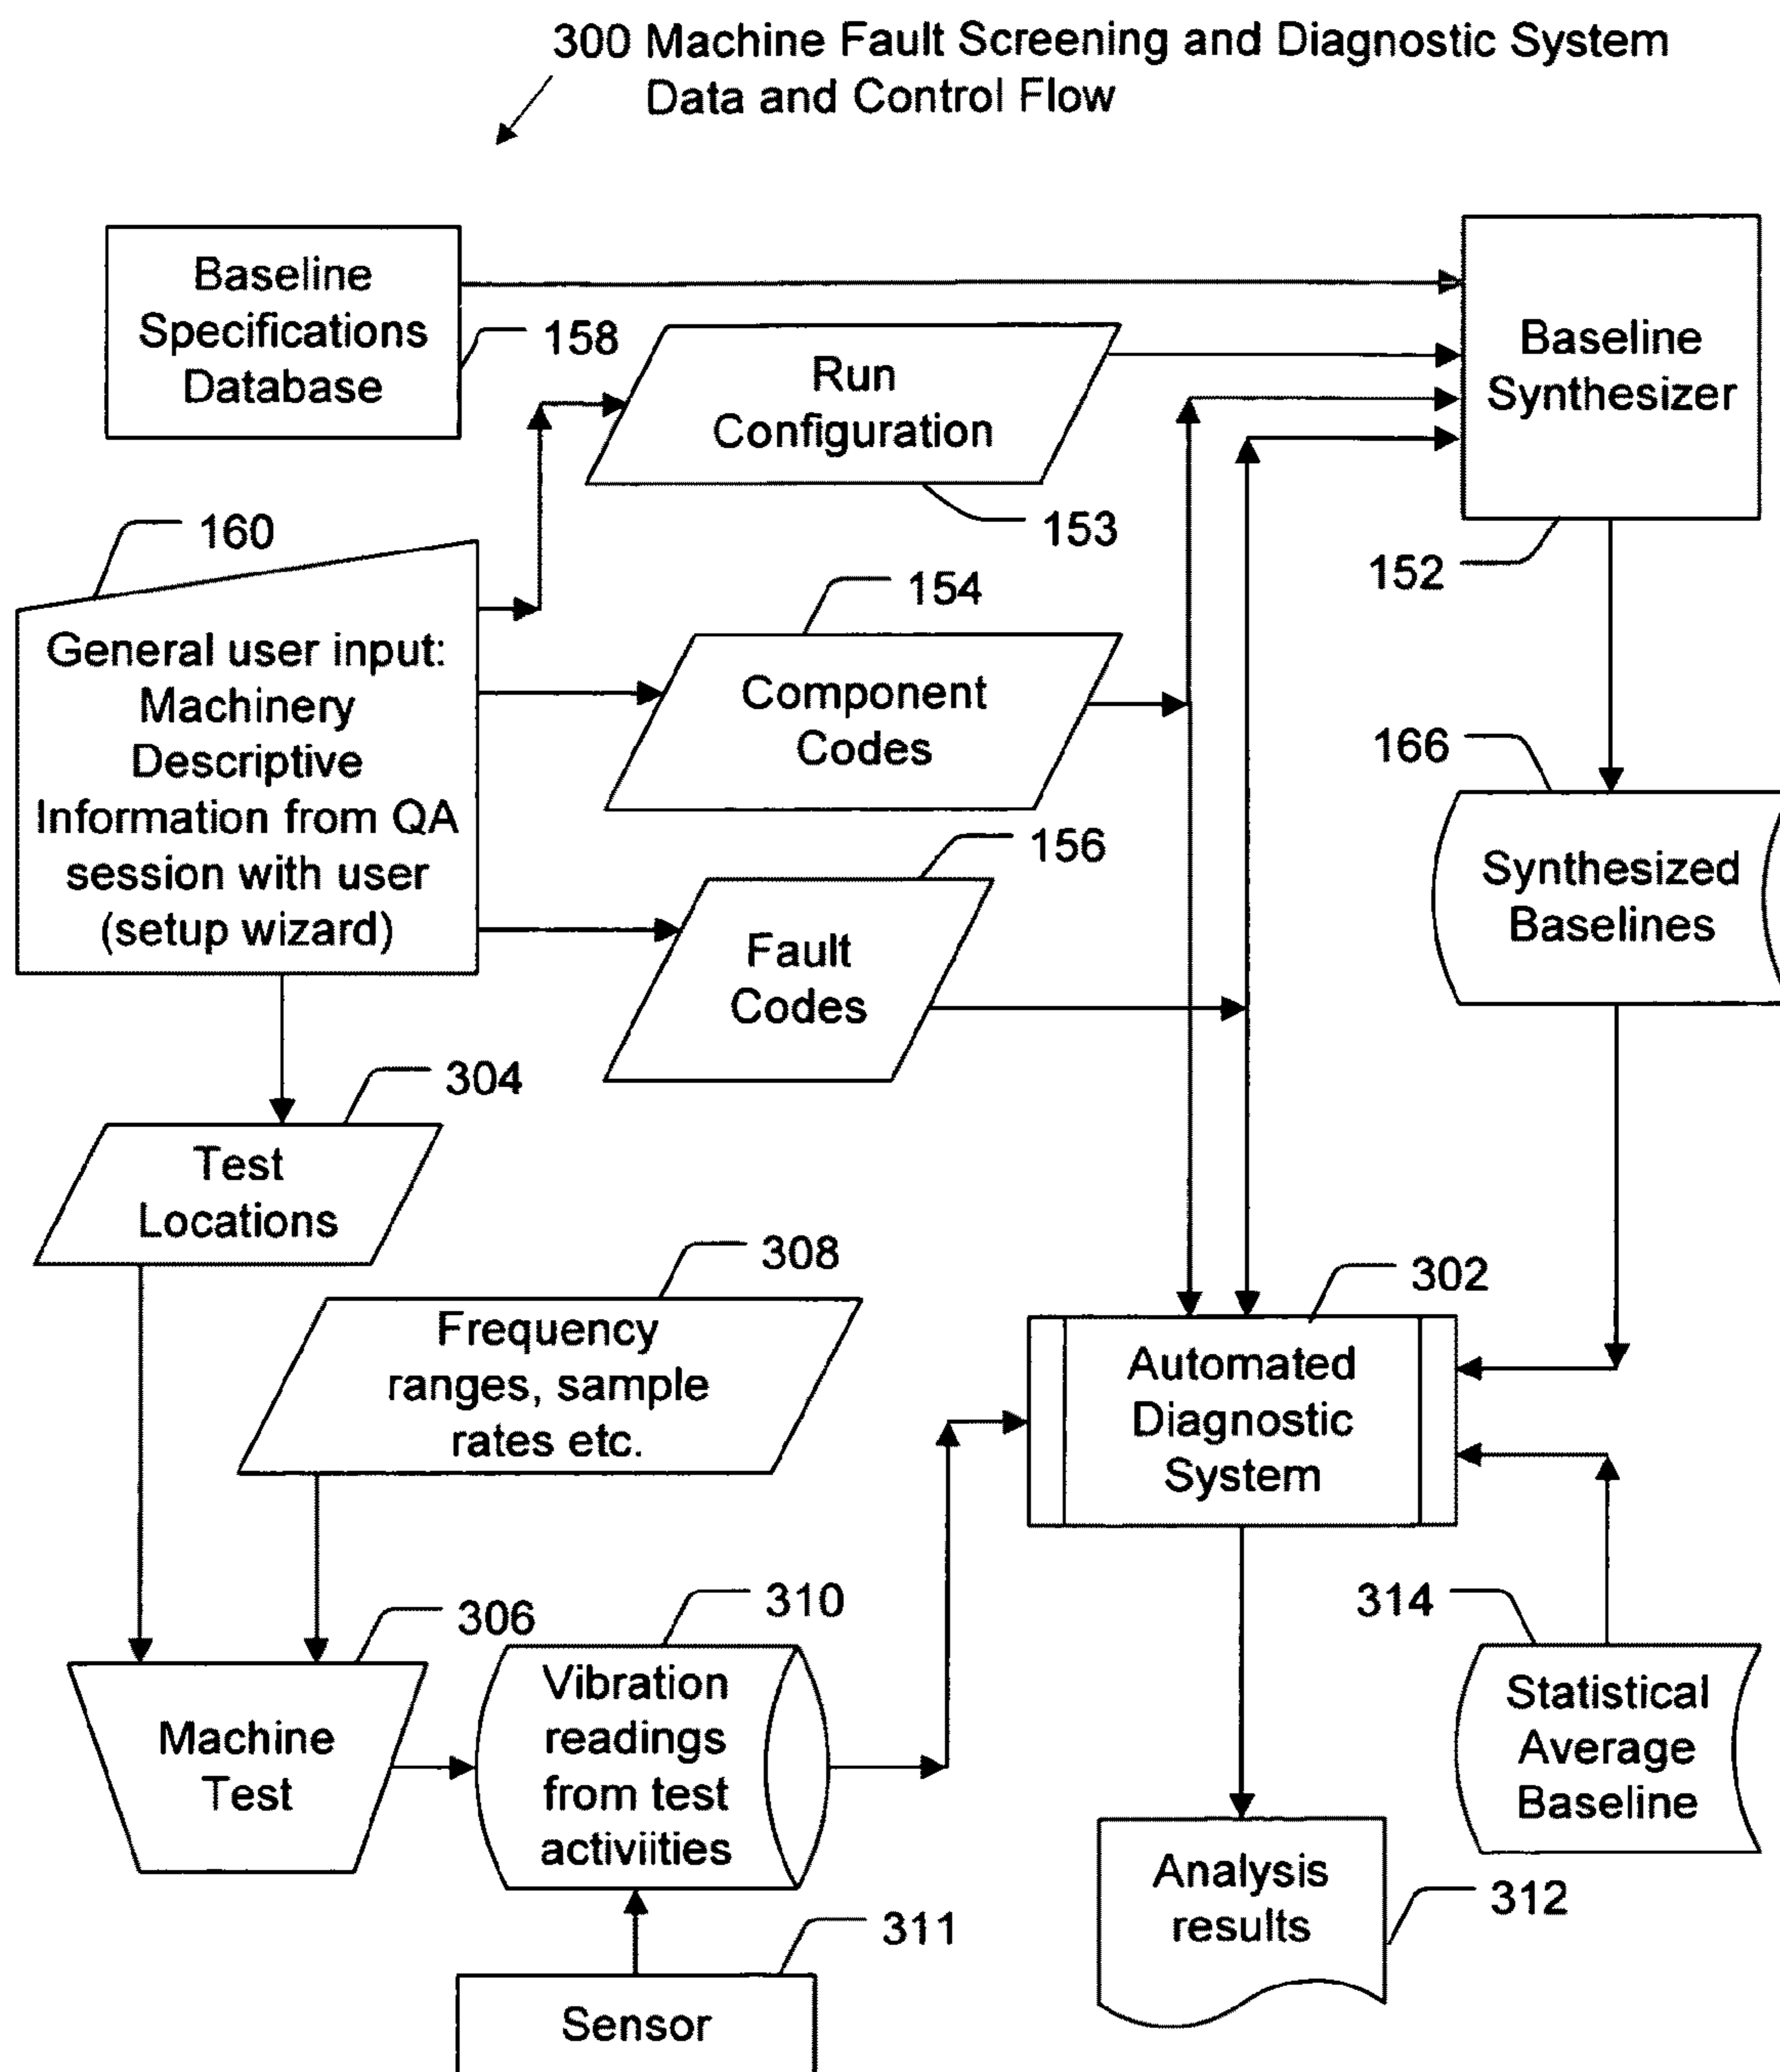 300 Machine Fault Screening and Diagnostic System
Data and Control Flow
Baseline
Specifications
Database
158
Run
Configuration
153
Baseline
Synthesizer
152
160
General user input:
Machinery
Descriptive
Information from QA
session with user
(setup wizard)
154
Component
Codes
156
Fault
Codes
166
Synthesized
Baselines
304
Test
Locations
308
Frequency
ranges, sample
rates etc.
302
Automated
Diagnostic
System
306
Machine
Test
310
Vibration
readings
from test
activiities
314
Statistical
Average
Baseline
Analysis
results
312
311
Sensor